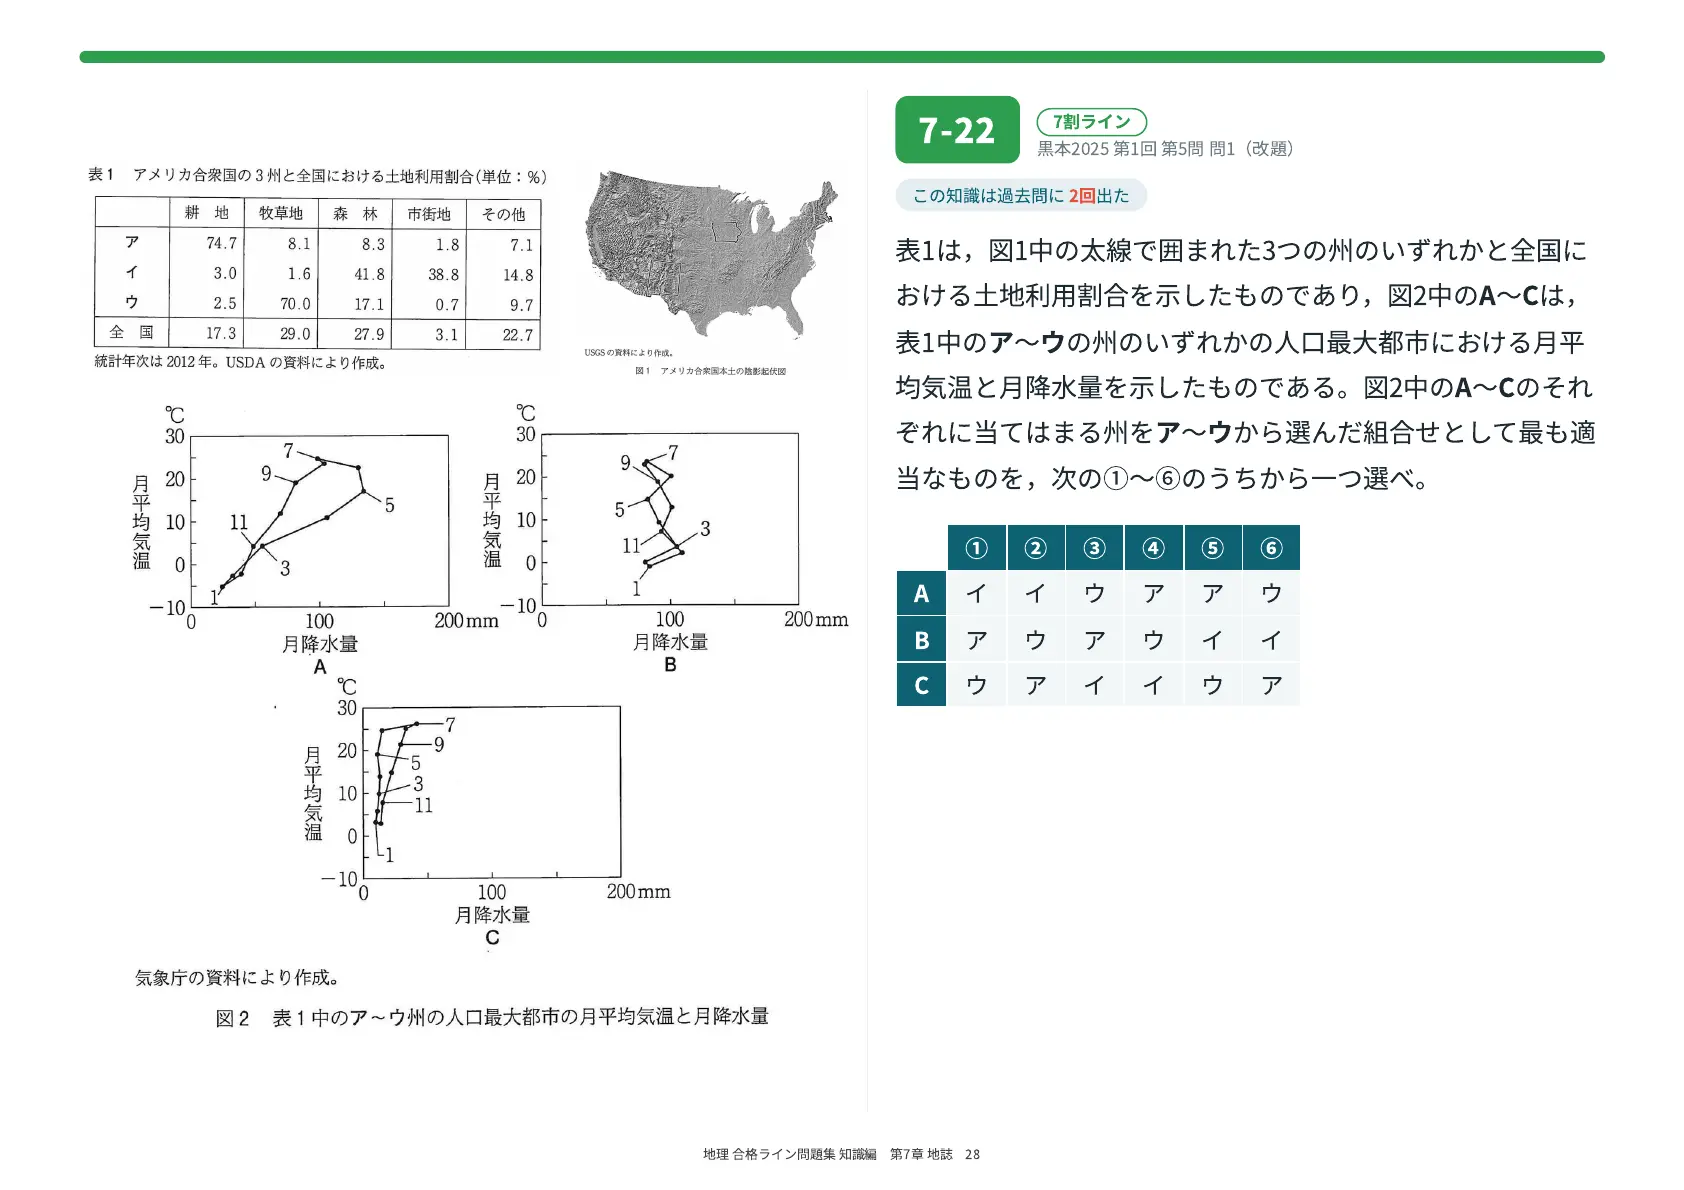 表1 アメリカ合衆国の3州と全国における土地利用割合(単位:%)
耕 地 牧草地 森 林 市街地 その他
ア 74.7 8.1 8.3 1.8 7.1
イ 3.0 1.6 41.8 38.8 14.8
ウ 2.5 70.0 17.1 0.7 9.7
全 国 17.3 29.0 27.9 3.1 22.7
統計年次は2012年。USDAの資料により作成。
USGSの資料により作成。
図1 アメリカ合衆国本土の陰影起伏図
℃
30
20
10
0
-10
月平均気温
0 100 200mm
月降水量
7
9
5
11
3
1
A
℃
30
20
10
0
-10
月平均気温
0 100 200mm
月降水量
7
9
5
3
11
1
B
℃
30
20
10
0
-10
月平均気温
0 100 200mm
月降水量
7
9
5
3
11
1
C
気象庁の資料により作成。
図2 表1中のア~ウ州の人口最大都市の月平均気温と月降水量
7-22
7割ライン
黒本2025 第1回 第5問 問1(改題)
この知識は過去問に 2回出た
表1は,図1中の太線で囲まれた3つの州のいずれかと全国に
おける土地利用割合を示したものであり,図2中のA〜Cは,
表1中のア〜ウの州のいずれかの人口最大都市における月平
均気温と月降水量を示したものである。図2中のA〜Cのそれ
ぞれに当てはまる州をア〜ウから選んだ組合せとして最も適
当なものを,次の①〜⑥のうちから一つ選べ。
① ② ③ ④ ⑤ ⑥
A イ イ ウ ア ア ウ
B ア ウ ア ウ イ イ
C ウ ア イ イ ウ ア
地理 合格ライン問題集 知識編 第7章 地誌 28